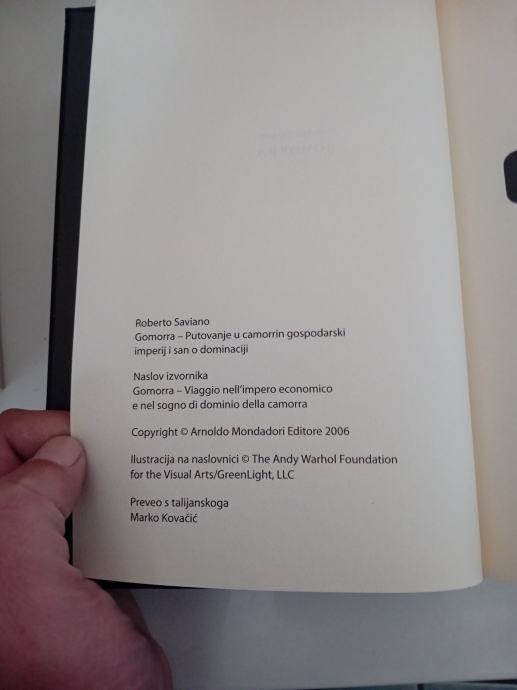 Roberto Saviano
Gomorra – Putovanje u camorrin gospodarski
imperij i san o dominaciji
Naslov izvornika
Gomorra – Viaggio nell'impero economico
e nel sogno di dominio della camorra
Copyright © Arnoldo Mondadori Editore 2006
Ilustracija na naslovnici © The Andy Warhol Foundation
for the Visual Arts/GreenLight, LLC
Preveo s talijanskoga
Marko Kovačić